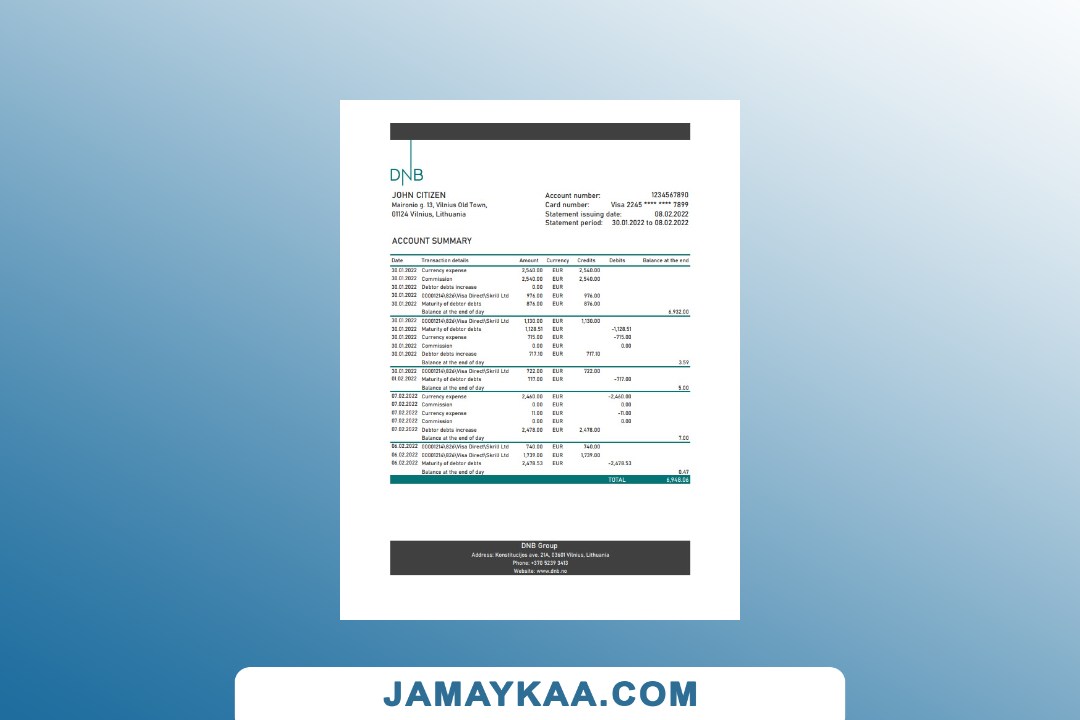 DNB
JOHN CITIZEN
Maironio g. 13, Vilnius Old Town,
01124 Vilnius, Lithuania
Account number: 1234567890
Card number: Visa 2245 **** **** 7899
Statement issuing date: 08.02.2022
Statement period: 30.01.2022 to 08.02.2022
ACCOUNT SUMMARY
Date Transaction details Amount Currency Credits Debits Balance at the end
30.01.2022 Currency expense 2,540.00 EUR 2,540.00
30.01.2022 Commission 2,540.00 EUR 2,540.00
30.01.2022 Debtor debts increase 0.00 EUR
30.01.2022 00001214\826\Visa Direct\Skrill Ltd 976.00 EUR 976.00
30.01.2022 Maturity of debtor debts 876.00 EUR 876.00
Balance at the end of day 6,932.00
30.01.2022 00001214\826\Visa Direct\Skrill Ltd 1,130.00 EUR 1,130.00
30.01.2022 Maturity of debtor debts 1,128.51 EUR -1,128.51
30.01.2022 Currency expense 715.00 EUR -715.00
30.01.2022 Commission 0.00 EUR 0.00
30.01.2022 Debtor debts increase 717.10 EUR 717.10
Balance at the end of day 3.59
30.01.2022 00001214\826\Visa Direct\Skrill Ltd 722.00 EUR 722.00
01.02.2022 Maturity of debtor debts 717.00 EUR -717.00
Balance at the end of day 5.00
07.02.2022 Currency expense 2,460.00 EUR -2,460.00
07.02.2022 Commission 0.00 EUR 0.00
07.02.2022 Currency expense 11.00 EUR -11.00
07.02.2022 Commission 0.00 EUR 0.00
07.02.2022 Debtor debts increase 2,478.00 EUR 2,478.00
Balance at the end of day 7.00
06.02.2022 00001214\826\Visa Direct\Skrill Ltd 740.00 EUR 740.00
06.02.2022 00001214\826\Visa Direct\Skrill Ltd 1,739.00 EUR 1,739.00
06.02.2022 Maturity of debtor debts 2,478.53 EUR -2,478.53
Balance at the end of day 0.47
TOTAL 6,948.06
DNB Group
Address: Konstitucijos ave. 21A, 03601 Vilnius, Lithuania
Phone: +370 5239 3413
Website: www.dnb.no
JAMAYKAA.COM